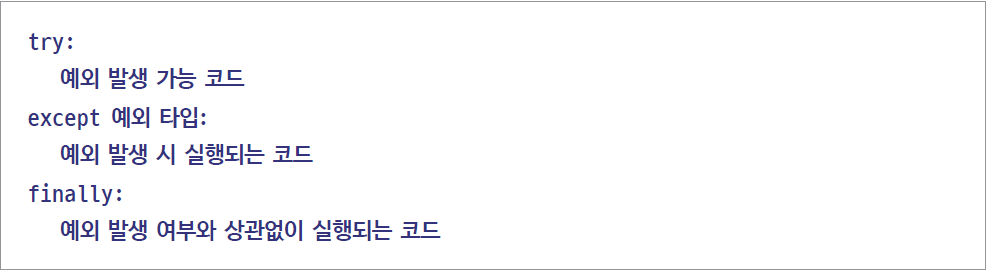 try:
예외 발생 가능 코드
except 예외 타입:
예외 발생 시 실행되는 코드
finally:
예외 발생 여부와 상관없이 실행되는 코드